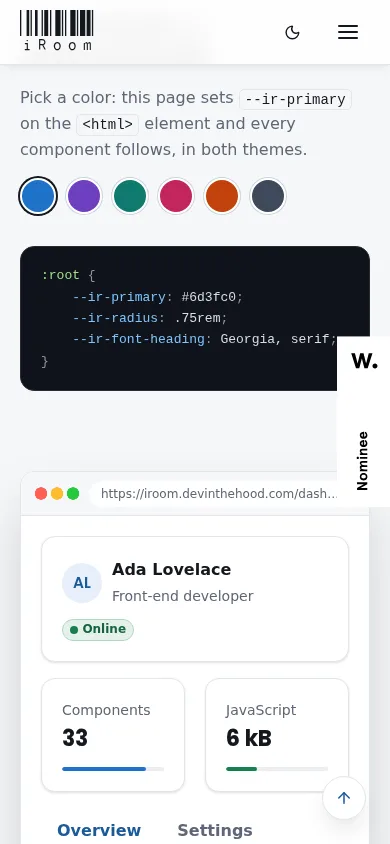 iRoom
Pick a color: this page sets --ir-primary
on the <html> element and every
component follows, in both themes.
:root {
--ir-primary: #6d3fc0;
--ir-radius: .75rem;
--ir-font-heading: Georgia, serif;
}
W.
Nominee
https://iroom.devinthehood.com/dash…
AL
Ada Lovelace
Front-end developer
Online
Components
33
JavaScript
6 kB
Overview Settings